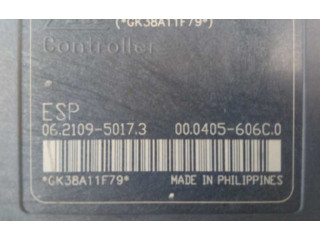 (*GK38A11F79*)
Controller
ESP
06.2109-5017.3 00.0405-606C.0
*GK38A11F79* MADE IN PHILIPPINES